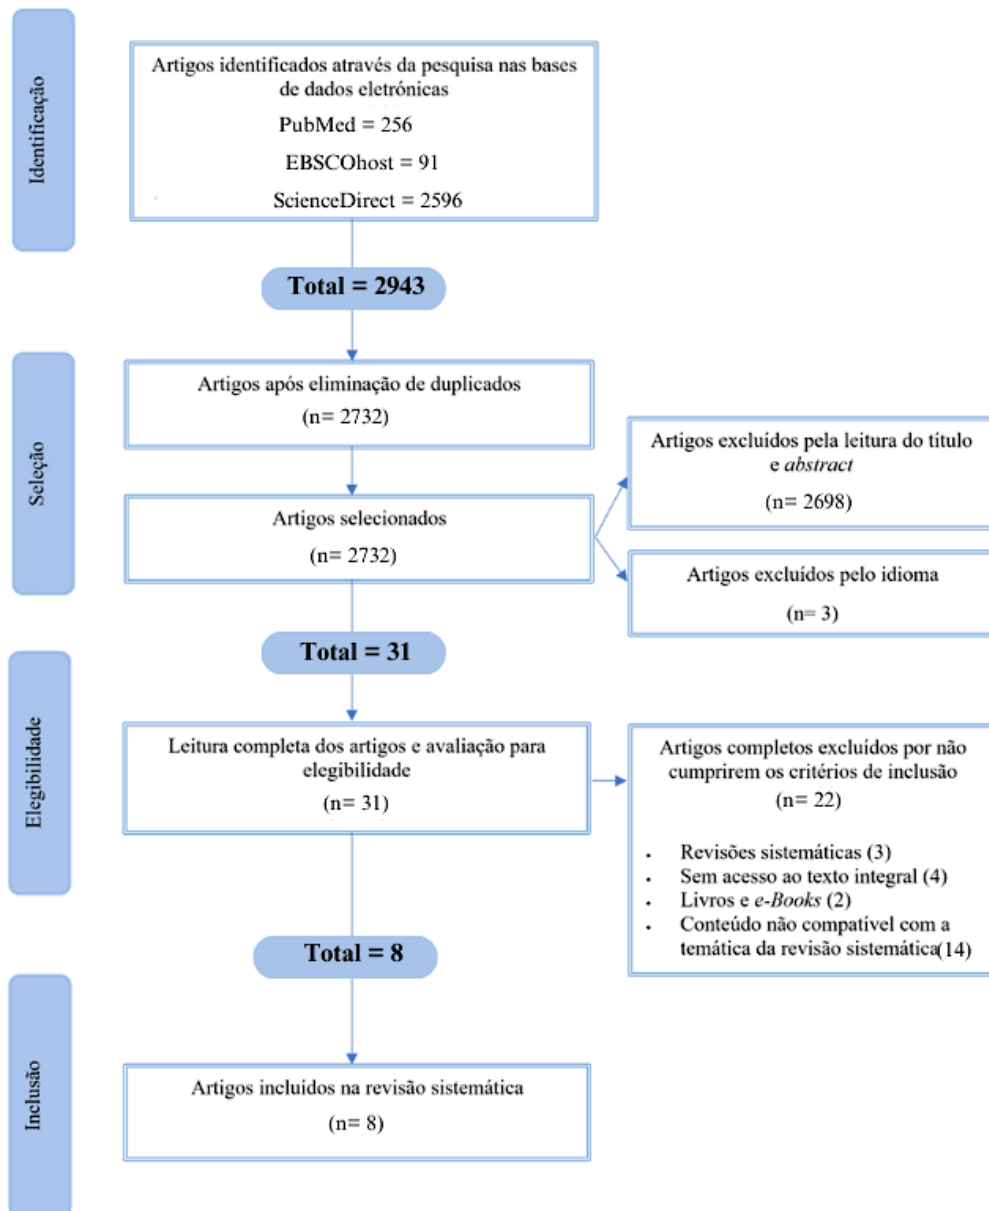 Identificação
Artigos identificados através da pesquisa nas bases
de dados eletrónicas
PubMed = 256
EBSCOhost = 91
ScienceDirect = 2596
Total = 2943
Seleção
Artigos após eliminação de duplicados
(n= 2732)
Artigos selecionados
(n= 2732)
Artigos excluídos pela leitura do título
e abstract
(n= 2698)
Artigos excluídos pelo idioma
(n= 3)
Total = 31
Elegibilidade
Leitura completa dos artigos e avaliação para
elegibilidade
(n= 31)
Artigos completos excluídos por não
cumprirem os critérios de inclusão
(n= 22)
• Revisões sistemáticas (3)
• Sem acesso ao texto integral (4)
• Livros e e-Books (2)
• Conteúdo não compatível com a
temática da revisão sistemática(14)
Total = 8
Inclusão
Artigos incluídos na revisão sistemática
(n= 8)